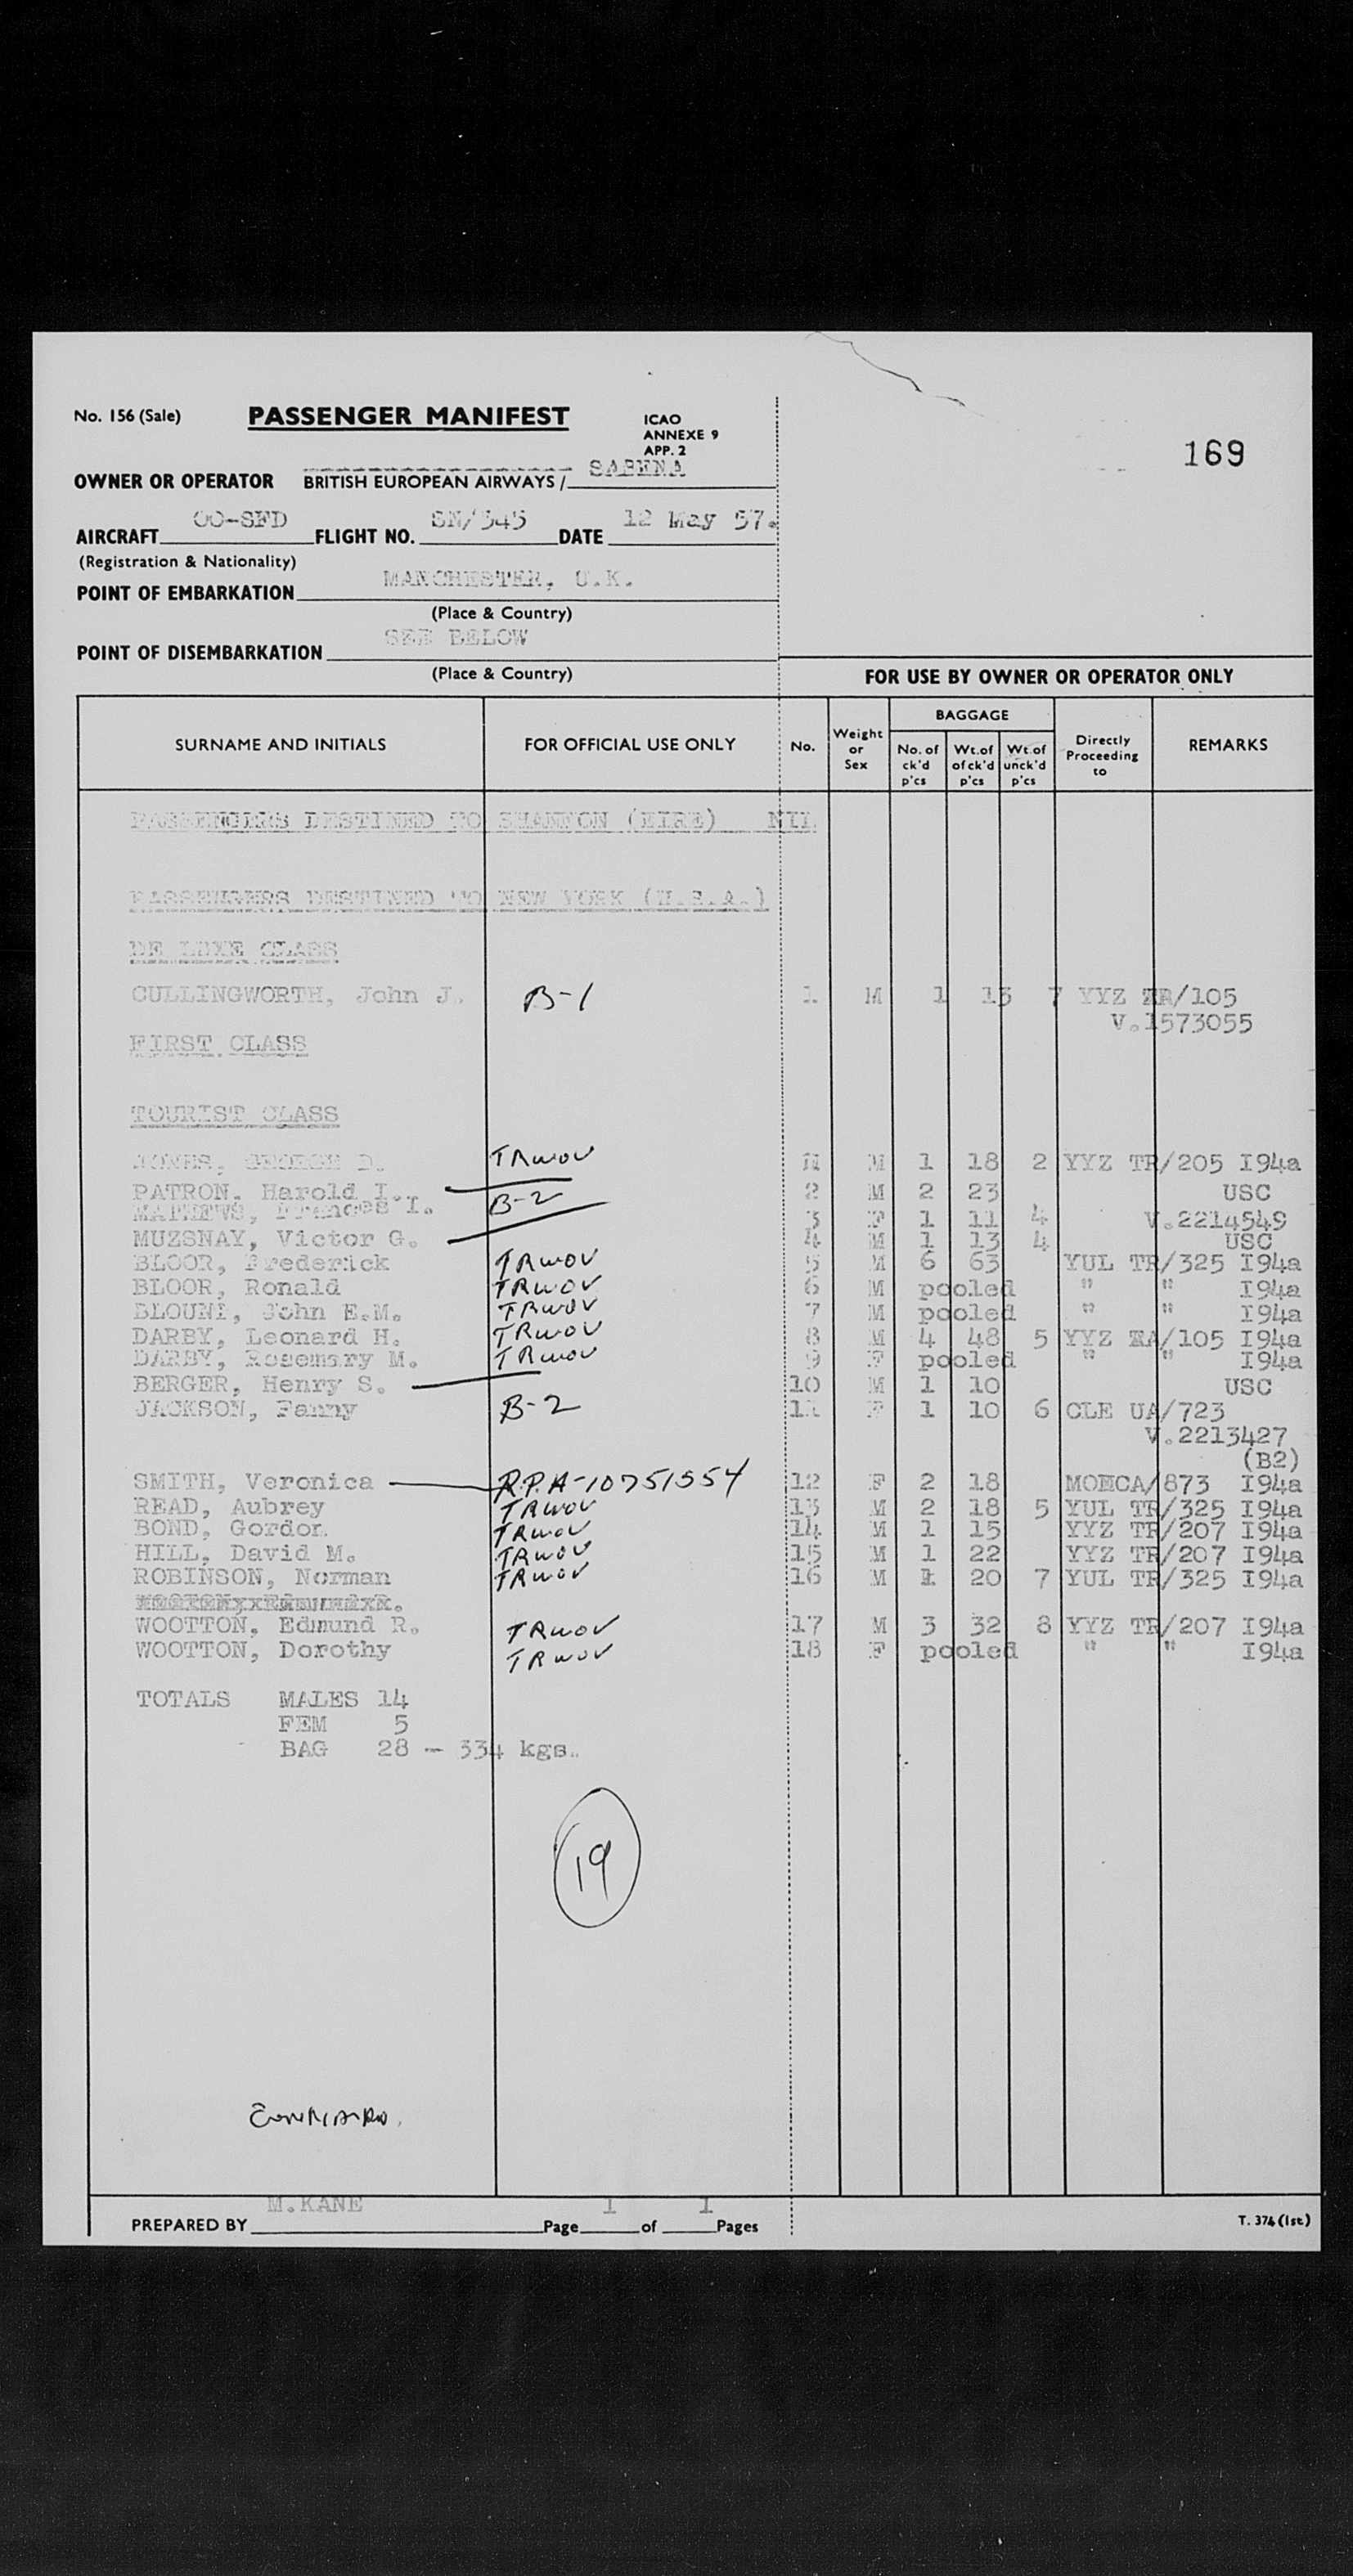 No. 156 (Sale) PASSENGER MANIFEST ICAO
ANNEXE 9
APP. 2
169
OWNER OR OPERATOR BRITISH EUROPEAN AIRWAYS / SABENA
AIRCRAFT OO-SFD FLIGHT NO. SN/545 DATE 12 May 57.
(Registration & Nationality)
POINT OF EMBARKATION MANCHESTER, U.K.
(Place & Country)
POINT OF DISEMBARKATION SEE BELOW
(Place & Country)
FOR USE BY OWNER OR OPERATOR ONLY
SURNAME AND INITIALS FOR OFFICIAL USE ONLY No. Weight or Sex BAGGAGE No. of ck'd p'cs Wt.of ofck'd p'cs Wt.of unck'd p'cs Directly Proceeding to REMARKS
PASSENGERS DESTINED TO SHANNON (EIRE) NIL
PASSENGERS DESTINED TO NEW YORK (U.S.A.)
DE LUXE CLASS
CULLINGWORTH, John J. B-1 1 M 1 13 7 YYZ TR/105
V.1573055
FIRST CLASS
TOURIST CLASS
JONES, GEORGE D. TRWOV M 1 18 2 YYZ TR/205 I94a
PATRON. Harold I. 2 M 2 23 USC
MATHEWS, Frances I. B-2 3 F 1 11 4 V.2214549
MUZSNAY, Victor G. 4 M 1 13 4 USC
BLOOR, Frederick TRWOV 5 M 6 63 YUL TR/325 I94a
BLOOR, Ronald TRWOV 6 M pooled " " I94a
BLOUNT, John E.M. TRWOV 7 M pooled " " I94a
DARBY, Leonard H. TRWOV 8 M 4 48 5 YYZ /105 I94a
DARBY, Rosemary M. TRWOV 9 F pooled " " I94a
BERGER, Henry S. 10 M 1 10 USC
JACKSON, Fanny B-2 11 F 1 10 6 CLE UA/723
V.2213427
(B2)
SMITH, Veronica R.P.A-10751554 12 F 2 18 /873 I94a
READ, Aubrey TRWOV 13 M 2 18 5 YUL TR/325 I94a
BOND, Gordon TRWOV 14 M 1 15 YYZ TR/207 I94a
HILL, David M. TRWOV 15 M 1 22 YYZ TR/207 I94a
ROBINSON, Norman TRWOV 16 M 1 20 7 YUL TR/325 I94a
WOOTTON, Edmund R. TRWOV 17 M 3 32 8 YYZ TR/207 I94a
WOOTTON, Dorothy TRWOV 18 F pooled " " I94a
TOTALS MALES 14
FEM 5
BAG 28 - 334 kgs.
19
PREPARED BY M.KANE Page 1 of 1 Pages
T. 374 (1st)